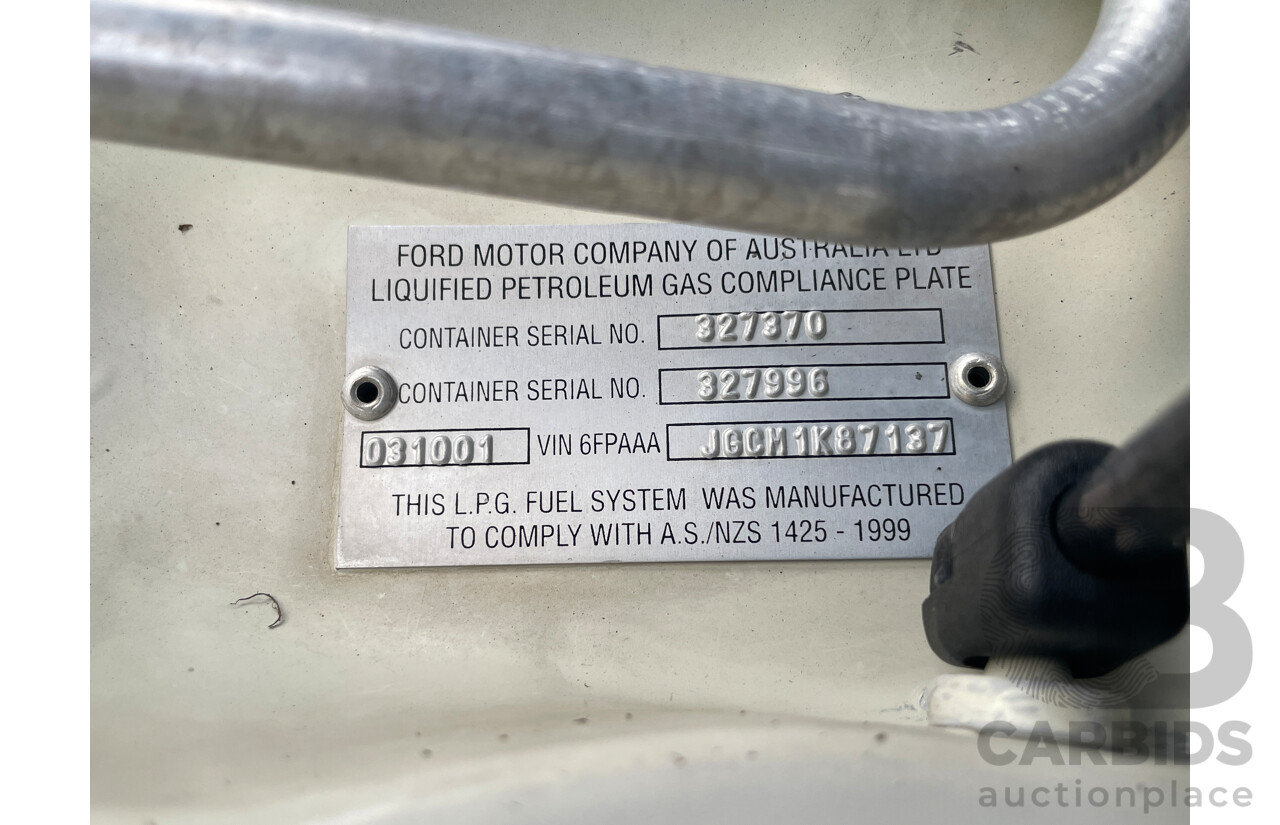 FORD MOTOR COMPANY OF AUSTRALIA LTD
LIQUIFIED PETROLEUM GAS COMPLIANCE PLATE
CONTAINER SERIAL NO. 327370
CONTAINER SERIAL NO. 327996
031001 VIN 6FPAAA JGCM1K87137
THIS L.P.G. FUEL SYSTEM WAS MANUFACTURED
TO COMPLY WITH A.S./NZS 1425 - 1999
B
CARBIDS
auctionplace